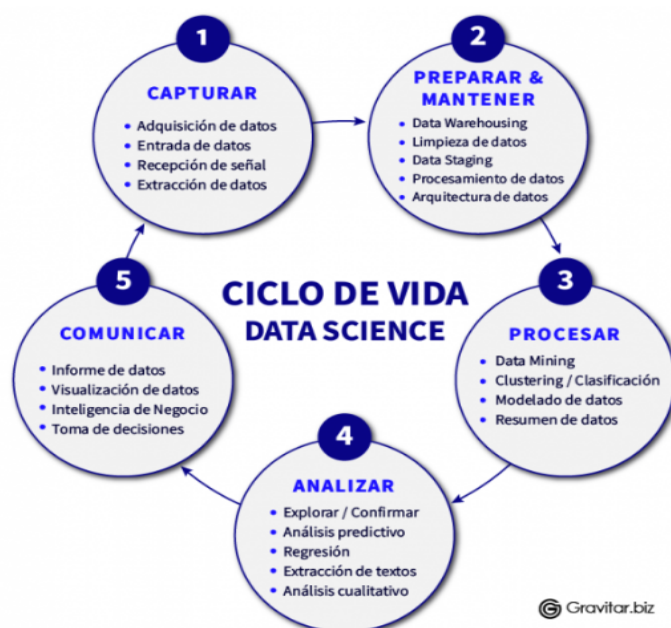 1
CAPTURAR
• Adquisición de datos
• Entrada de datos
• Recepción de señal
• Extracción de datos
2
PREPARAR &
MANTENER
• Data Warehousing
• Limpieza de datos
• Data Staging
• Procesamiento de datos
• Arquitectura de datos
CICLO DE VIDA
DATA SCIENCE
3
PROCESAR
• Data Mining
• Clustering / Clasificación
• Modelado de datos
• Resumen de datos
4
ANALIZAR
• Explorar / Confirmar
• Análisis predictivo
• Regresión
• Extracción de textos
• Análisis cualitativo
5
COMUNICAR
• Informe de datos
• Visualización de datos
• Inteligencia de Negocio
• Toma de decisiones
Gravitar.biz